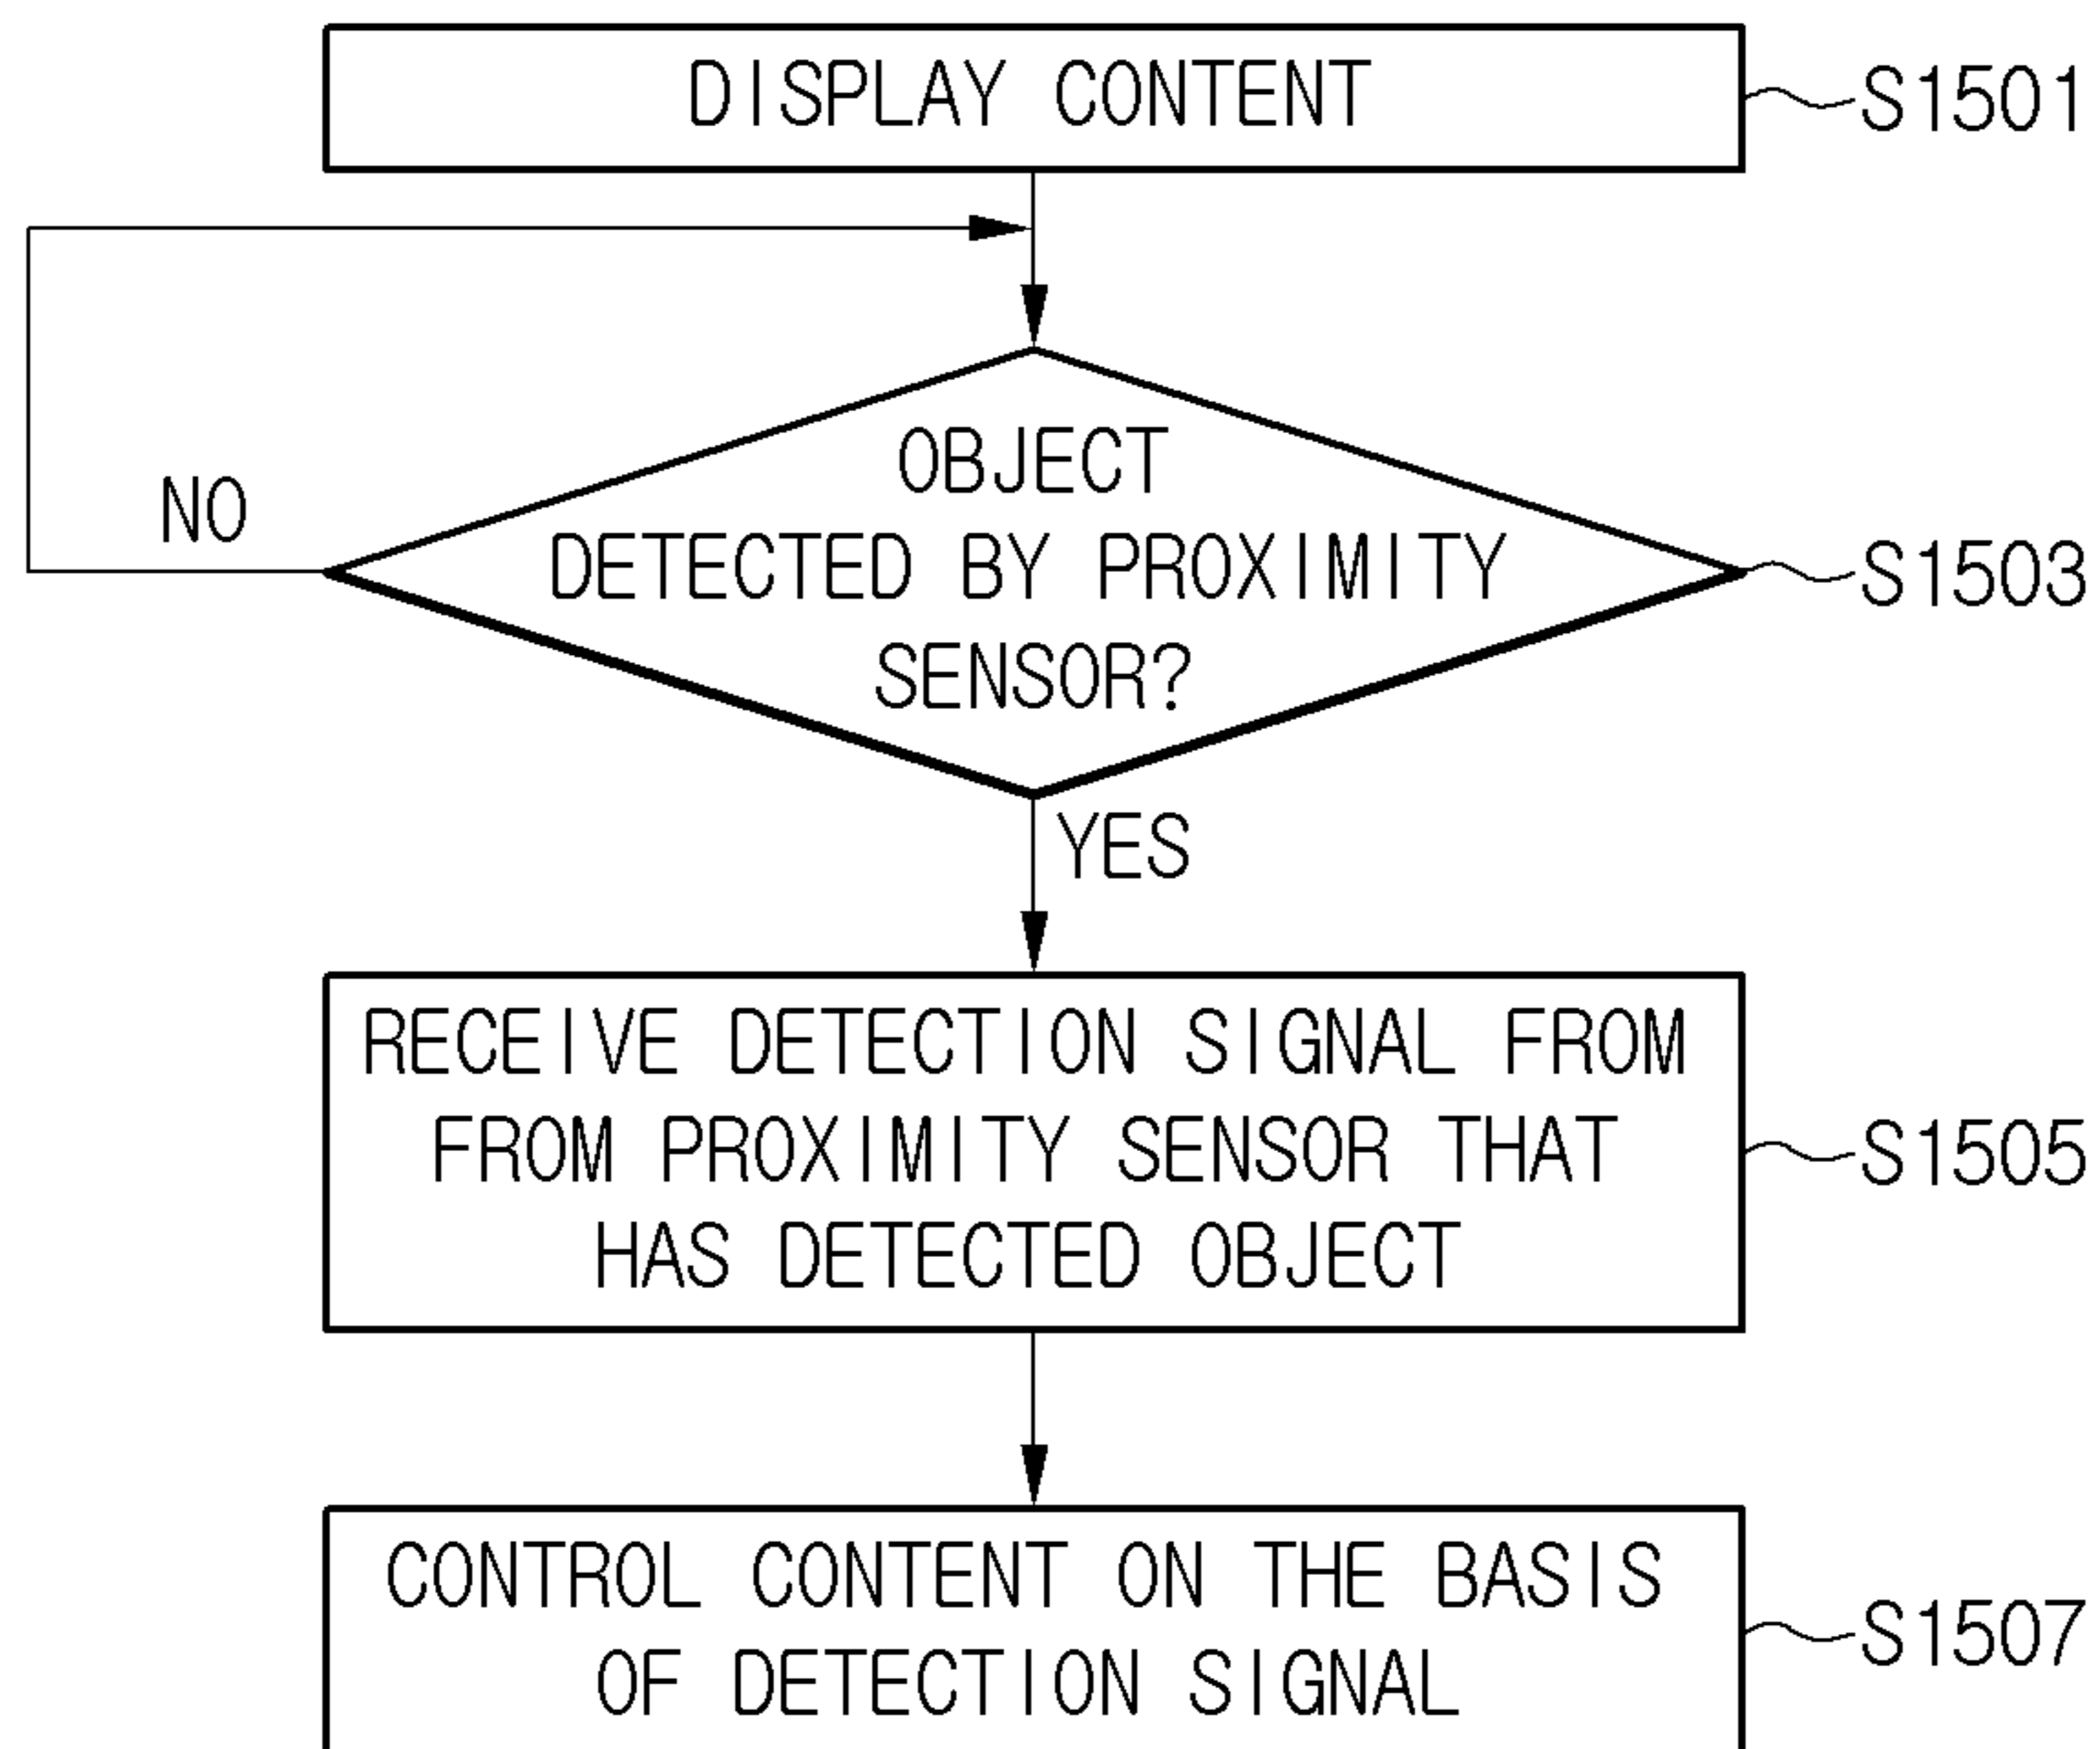 DISPLAY CONTENT
S1501
OBJECT
DETECTED BY PROXIMITY
SENSOR?
S1503
NO
YES
RECEIVE DETECTION SIGNAL FROM
FROM PROXIMITY SENSOR THAT
HAS DETECTED OBJECT
S1505
CONTROL CONTENT ON THE BASIS
OF DETECTION SIGNAL
S1507